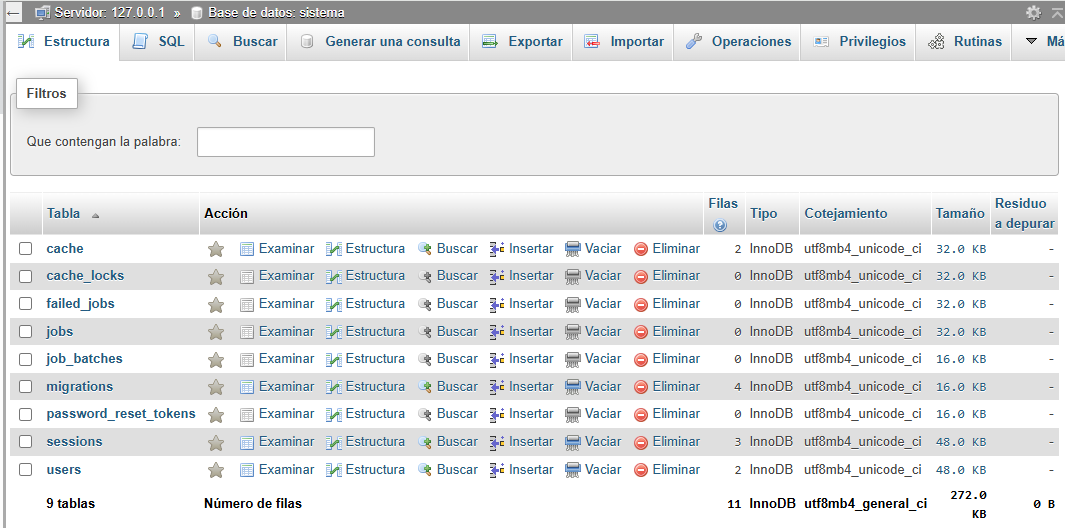 Servidor: 127.0.0.1 » Base de datos: sistema
Estructura SQL Buscar Generar una consulta Exportar Importar Operaciones Privilegios Rutinas Má
Filtros
Que contengan la palabra:
Tabla Acción Filas Tipo Cotejamiento Tamaño Residuo a depurar
cache Examinar Estructura Buscar Insertar Vaciar Eliminar 2 InnoDB utf8mb4_unicode_ci 32.0 KB -
cache_locks Examinar Estructura Buscar Insertar Vaciar Eliminar 0 InnoDB utf8mb4_unicode_ci 32.0 KB -
failed_jobs Examinar Estructura Buscar Insertar Vaciar Eliminar 0 InnoDB utf8mb4_unicode_ci 32.0 KB -
jobs Examinar Estructura Buscar Insertar Vaciar Eliminar 0 InnoDB utf8mb4_unicode_ci 32.0 KB -
job_batches Examinar Estructura Buscar Insertar Vaciar Eliminar 0 InnoDB utf8mb4_unicode_ci 16.0 KB -
migrations Examinar Estructura Buscar Insertar Vaciar Eliminar 4 InnoDB utf8mb4_unicode_ci 16.0 KB -
password_reset_tokens Examinar Estructura Buscar Insertar Vaciar Eliminar 0 InnoDB utf8mb4_unicode_ci 16.0 KB -
sessions Examinar Estructura Buscar Insertar Vaciar Eliminar 3 InnoDB utf8mb4_unicode_ci 48.0 KB -
users Examinar Estructura Buscar Insertar Vaciar Eliminar 2 InnoDB utf8mb4_unicode_ci 48.0 KB -
9 tablas Número de filas 11 InnoDB utf8mb4_general_ci 272.0 KB 0 B